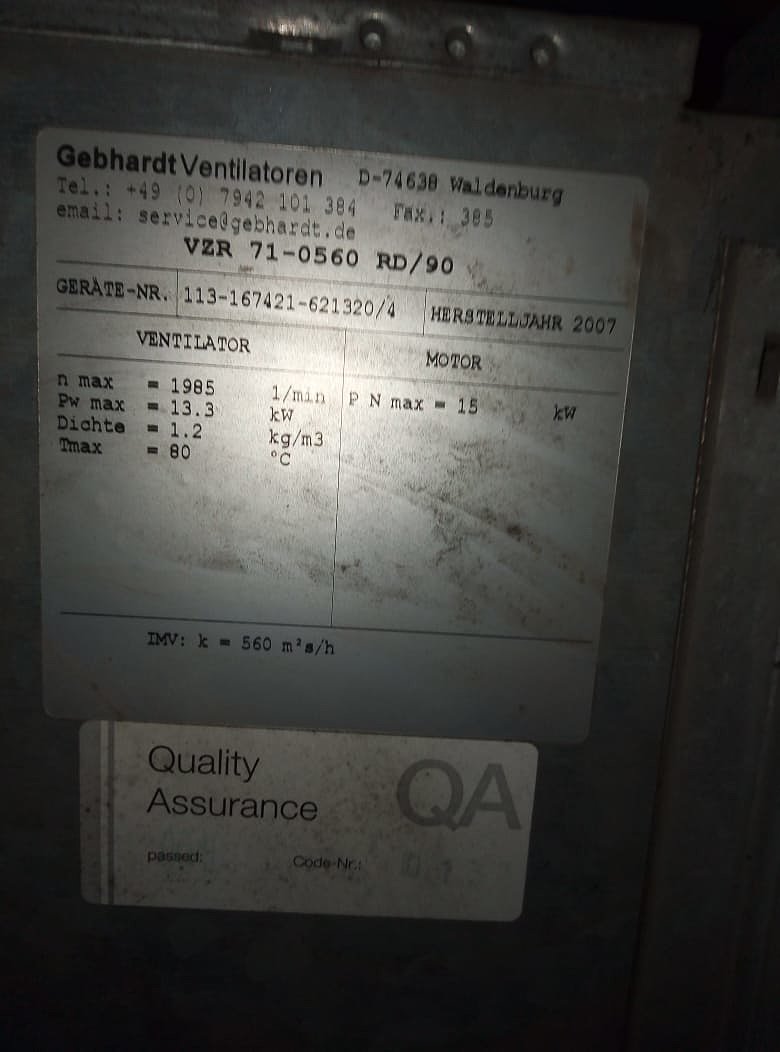 Gebhardt Ventilatoren D-74638 Waldenburg
Tel.: +49 (0) 7942 101 384 Fax.: 385
email: service@gebhardt.de
VZR 71-0560 RD/90
GERÄTE-NR. 113-167421-621320/4 HERSTELLJAHR 2007
VENTILATOR MOTOR
n max = 1985 1/min P N max = 15 kW
Pw max = 13.3 kW
Dichte = 1.2 kg/m3
Tmax = 80 °C
IMV: k = 560 m²s/h
Quality
Assurance
QA
passed: Code-Nr.: